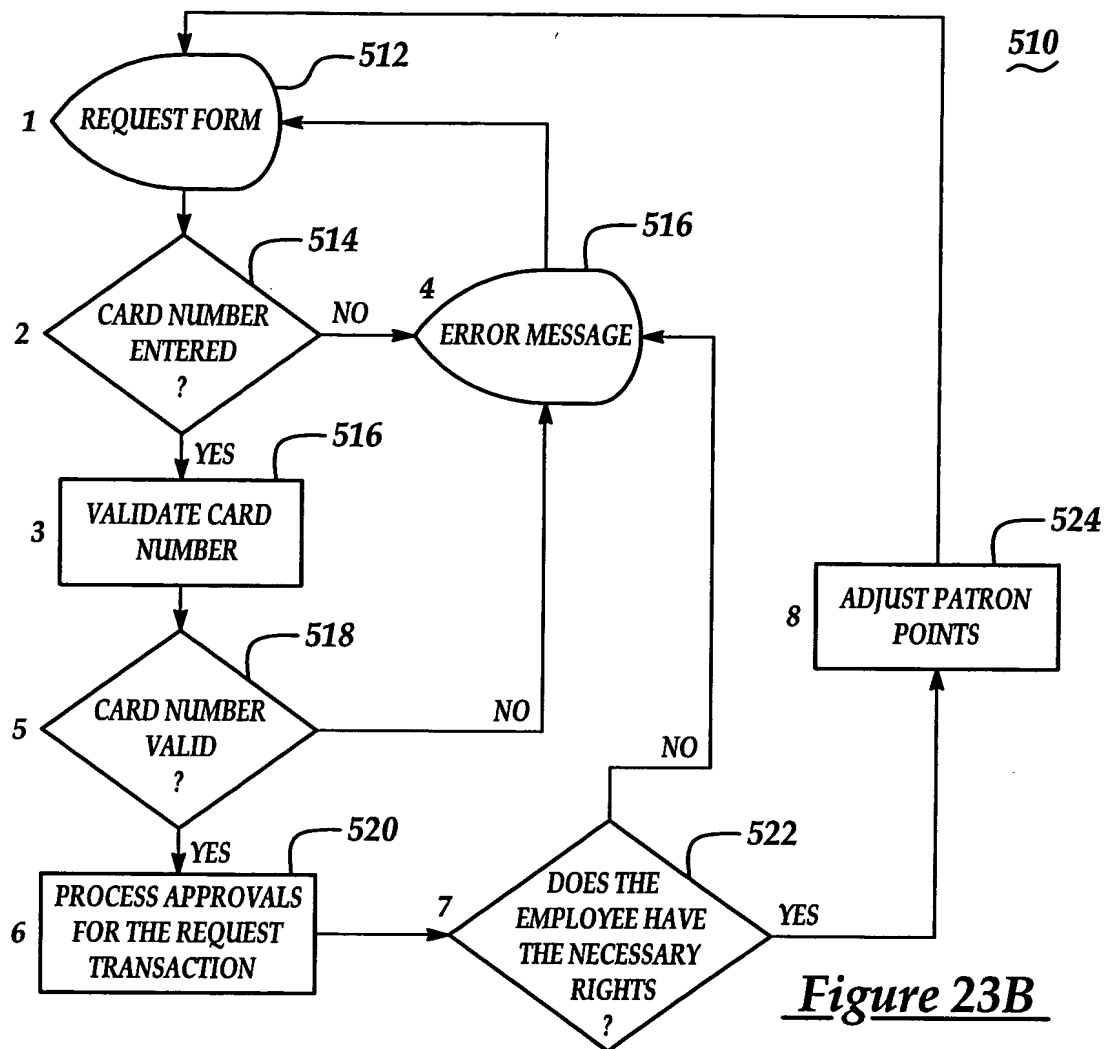 510
512
1
REQUEST FORM
514
2
CARD NUMBER
ENTERED
?
NO
516
4
ERROR MESSAGE
YES
516
3
VALIDATE CARD
NUMBER
518
5
CARD NUMBER
VALID
?
NO
YES
520
6
PROCESS APPROVALS
FOR THE REQUEST
TRANSACTION
522
7
DOES THE
EMPLOYEE HAVE
THE NECESSARY
RIGHTS
?
NO
YES
524
8
ADJUST PATRON
POINTS
Figure 23B